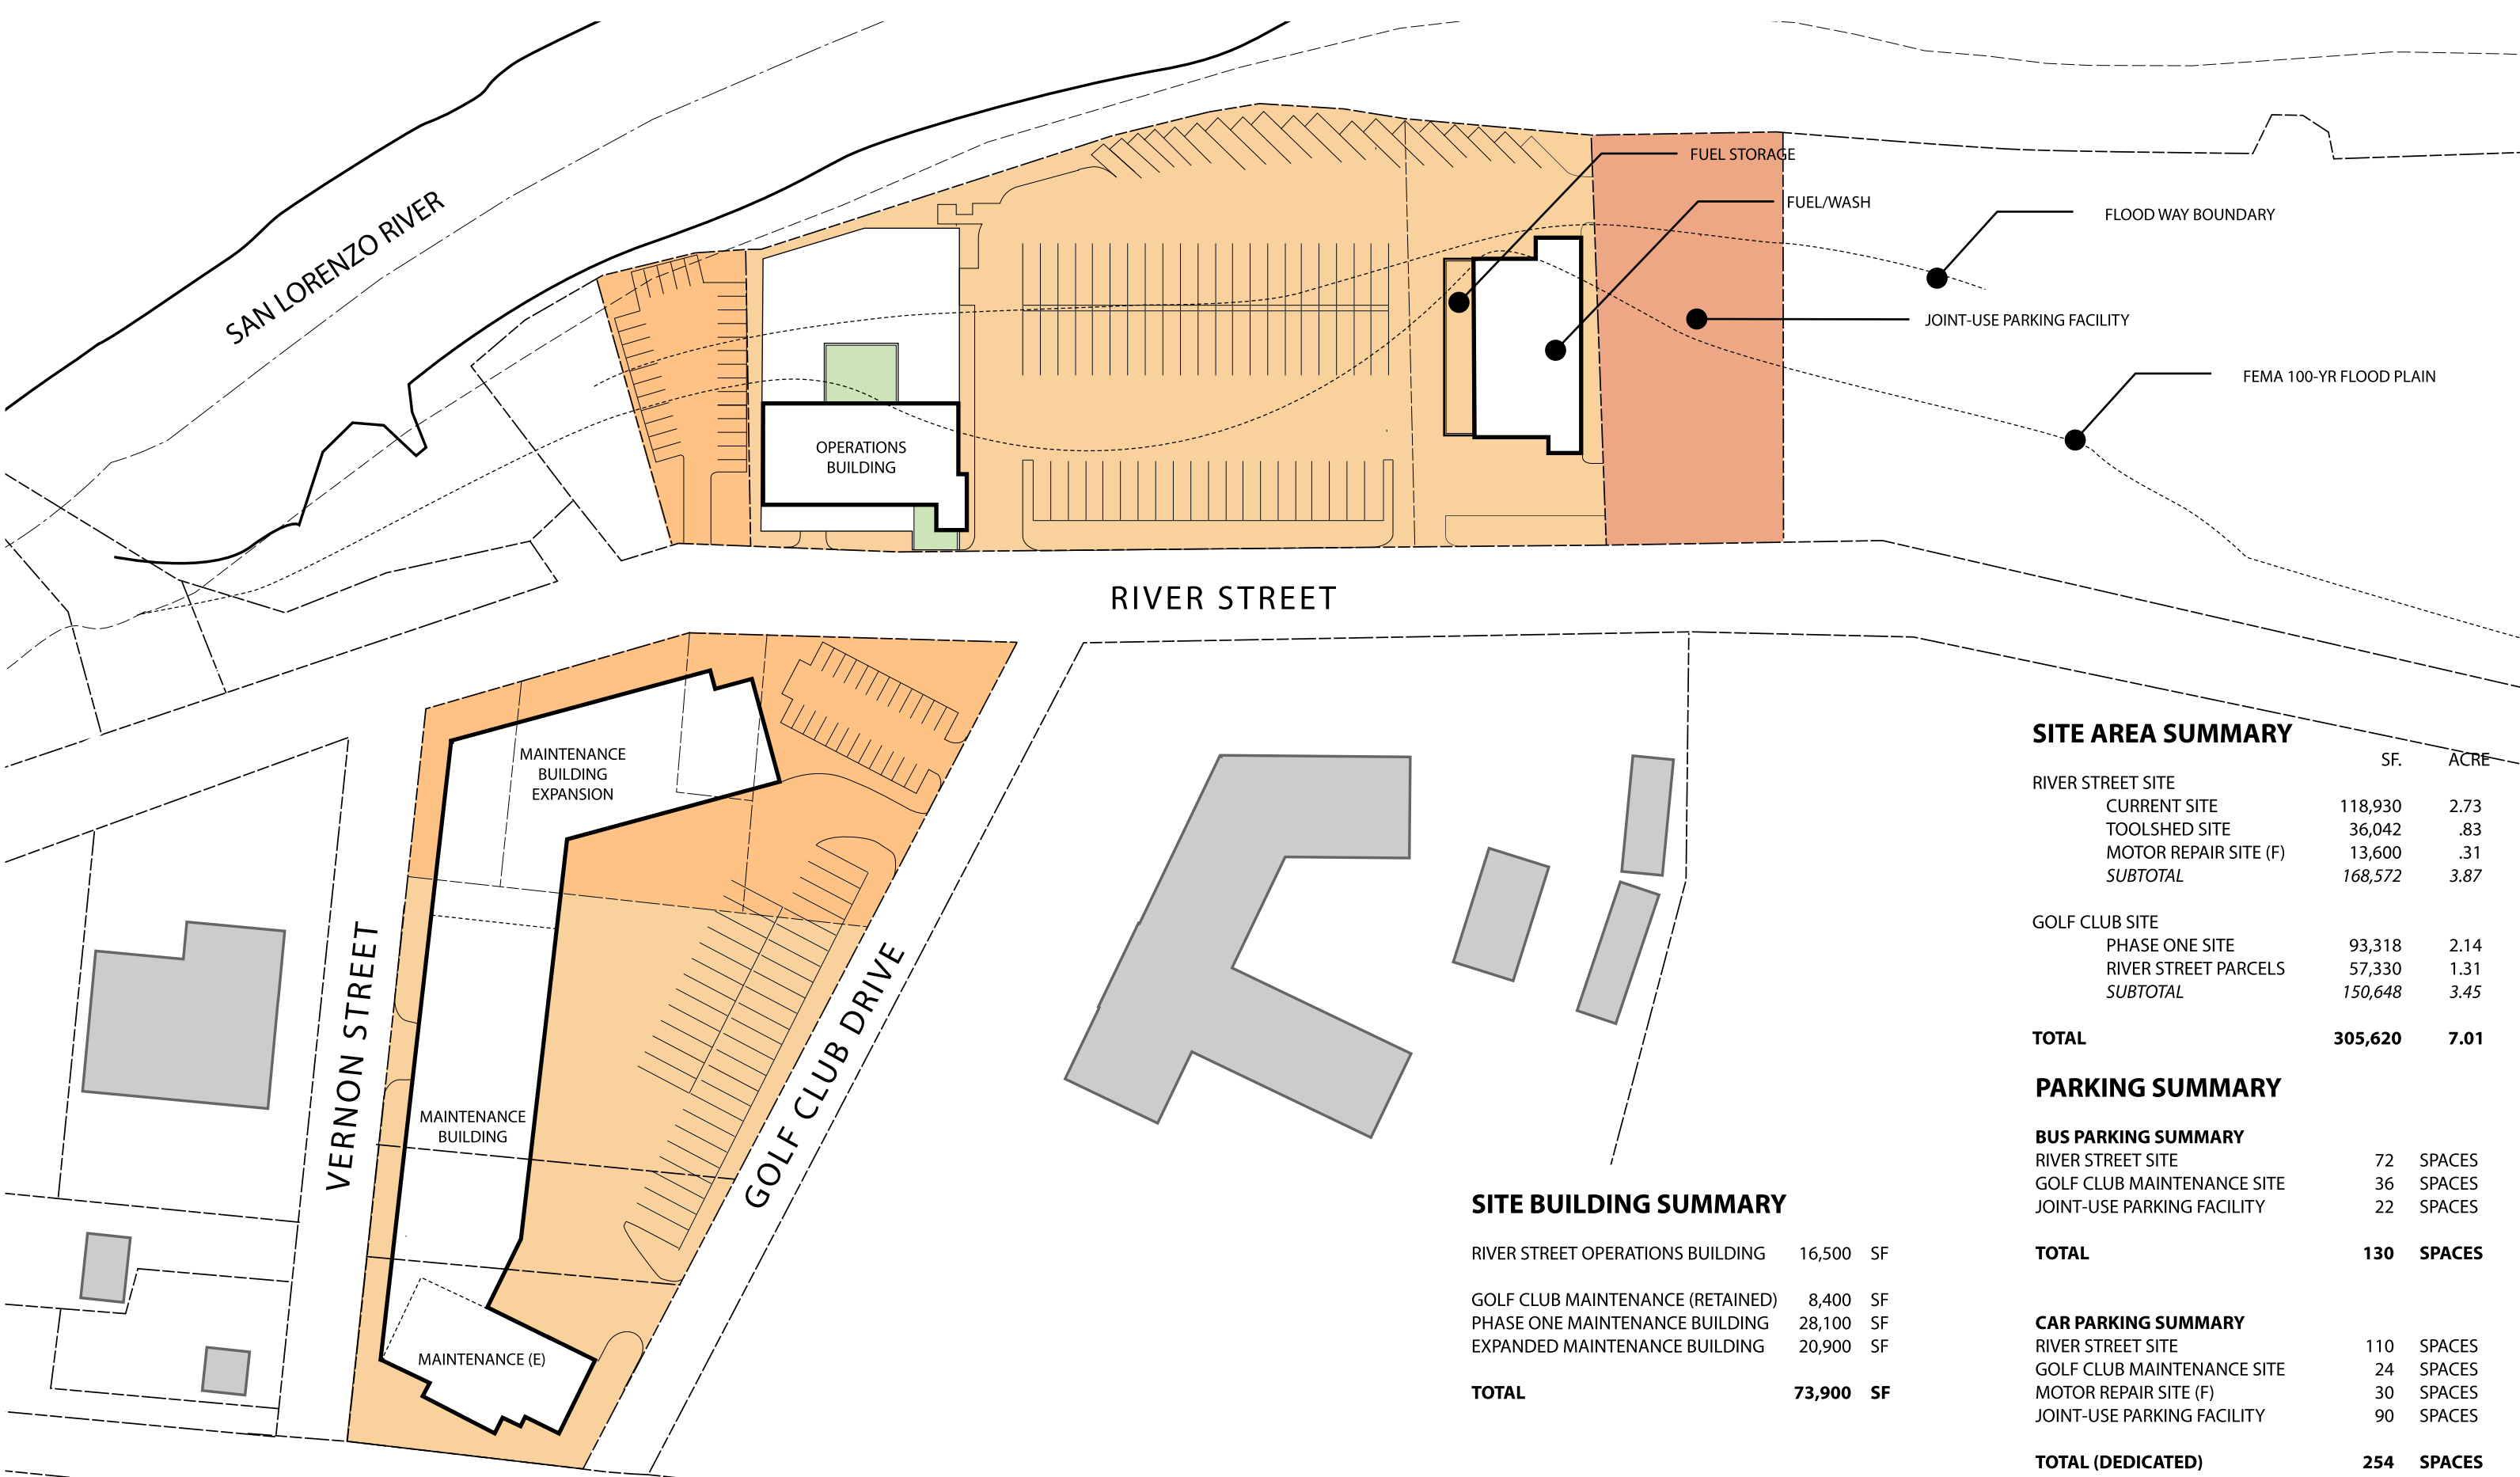 SAN LORENZO RIVER
FUEL STORAGE
FUEL/WASH
FLOOD WAY BOUNDARY
JOINT-USE PARKING FACILITY
FEMA 100-YR FLOOD PLAIN
OPERATIONS
BUILDING
RIVER STREET
MAINTENANCE
BUILDING
EXPANSION
VERNON STREET
GOLF CLUB DRIVE
MAINTENANCE
BUILDING
MAINTENANCE (E)
SITE AREA SUMMARY
SF. ACRE
RIVER STREET SITE
CURRENT SITE 118,930 2.73
TOOLSHED SITE 36,042 .83
MOTOR REPAIR SITE (F) 13,600 .31
SUBTOTAL 168,572 3.87
GOLF CLUB SITE
PHASE ONE SITE 93,318 2.14
RIVER STREET PARCELS 57,330 1.31
SUBTOTAL 150,648 3.45
TOTAL 305,620 7.01
PARKING SUMMARY
BUS PARKING SUMMARY
RIVER STREET SITE 72 SPACES
GOLF CLUB MAINTENANCE SITE 36 SPACES
JOINT-USE PARKING FACILITY 22 SPACES
TOTAL 130 SPACES
CAR PARKING SUMMARY
RIVER STREET SITE 110 SPACES
GOLF CLUB MAINTENANCE SITE 24 SPACES
MOTOR REPAIR SITE (F) 30 SPACES
JOINT-USE PARKING FACILITY 90 SPACES
TOTAL (DEDICATED) 254 SPACES
SITE BUILDING SUMMARY
RIVER STREET OPERATIONS BUILDING 16,500 SF
GOLF CLUB MAINTENANCE (RETAINED) 8,400 SF
PHASE ONE MAINTENANCE BUILDING 28,100 SF
EXPANDED MAINTENANCE BUILDING 20,900 SF
TOTAL 73,900 SF